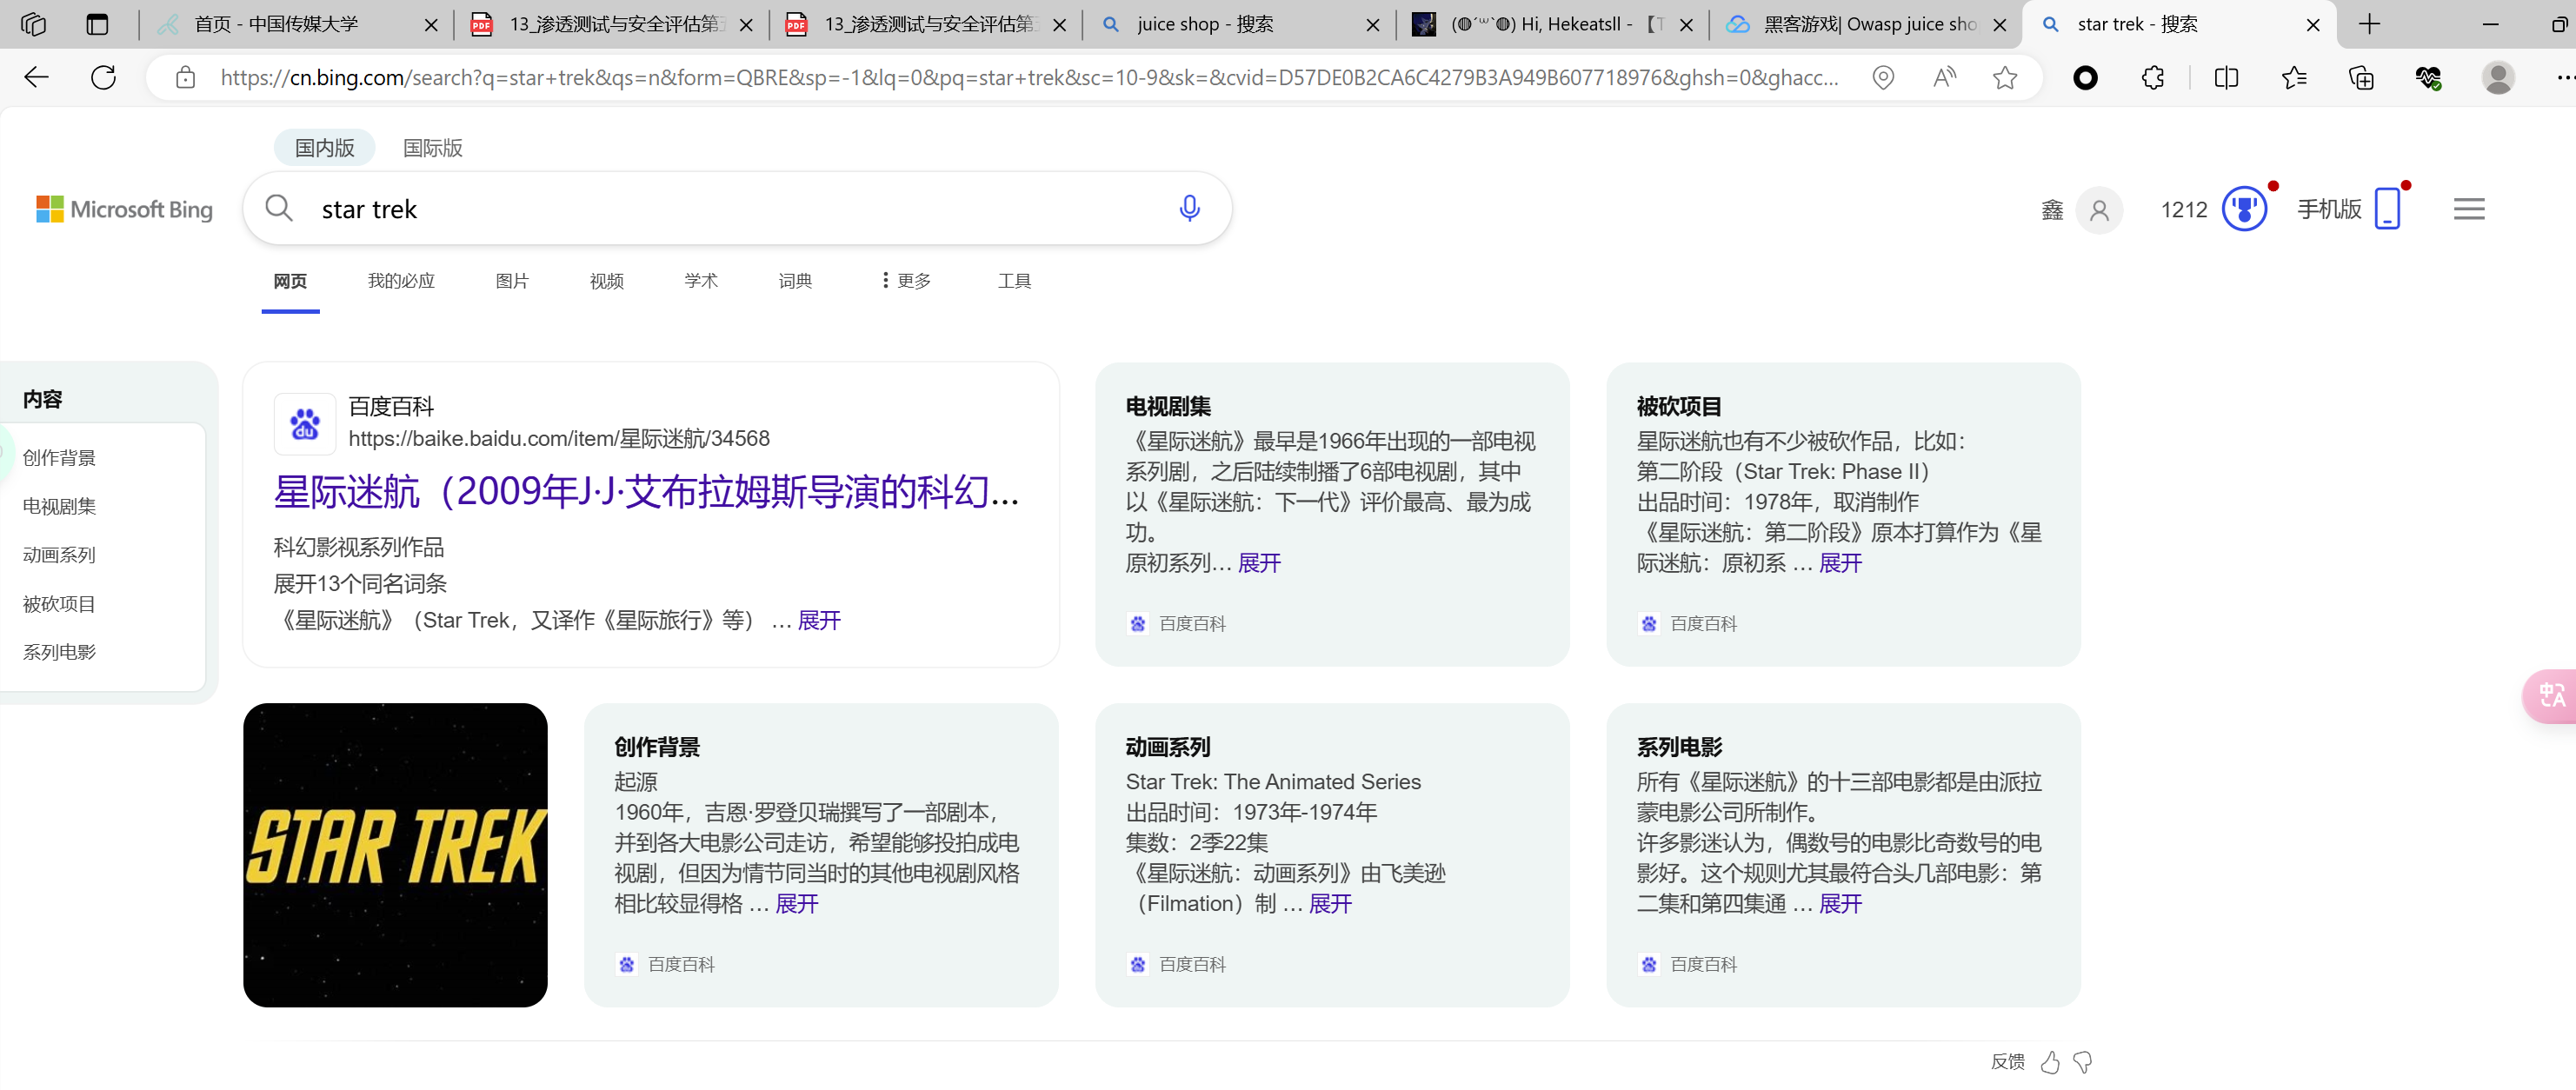 首页 - 中国传媒大学
13_渗透测试与安全评估第
13_渗透测试与安全评估第
juice shop - 搜索
(◍´꒳`◍) Hi, Hekeatsll - 【T
黑客游戏| Owasp juice sho
star trek - 搜索
https://cn.bing.com/search?q=star+trek&qs=n&form=QBRE&sp=-1&lq=0&pq=star+trek&sc=10-9&sk=&cvid=D57DE0B2CA6C4279B3A949B607718976&ghsh=0&ghacc...
国内版
国际版
Microsoft Bing
star trek
鑫
1212
手机版
网页
我的必应
图片
视频
学术
词典
更多
工具
内容
创作背景
电视剧集
动画系列
被砍项目
系列电影
百度百科
https://baike.baidu.com/item/星际迷航/34568
星际迷航（2009年J·J·艾布拉姆斯导演的科幻...
科幻影视系列作品
展开13个同名词条
《星际迷航》（Star Trek，又译作《星际旅行》等） ... 展开
电视剧集
《星际迷航》最早是1966年出现的一部电视
系列剧，之后陆续制播了6部电视剧，其中
以《星际迷航：下一代》评价最高、最为成
功。
原初系列... 展开
百度百科
被砍项目
星际迷航也有不少被砍作品，比如：
第二阶段（Star Trek: Phase II）
出品时间：1978年，取消制作
《星际迷航：第二阶段》原本打算作为《星
际迷航：原初系 ... 展开
百度百科
STAR TREK
创作背景
起源
1960年，吉恩·罗登贝瑞撰写了一部剧本，
并到各大电影公司走访，希望能够投拍成电
视剧，但因为情节同当时的其他电视剧风格
相比较显得格 ... 展开
百度百科
动画系列
Star Trek: The Animated Series
出品时间：1973年-1974年
集数：2季22集
《星际迷航：动画系列》由飞美逊
（Filmation）制 ... 展开
百度百科
系列电影
所有《星际迷航》的十三部电影都是由派拉
蒙电影公司所制作。
许多影迷认为，偶数号的电影比奇数号的电
影好。这个规则尤其最符合头几部电影：第
二集和第四集通 ... 展开
百度百科
反馈